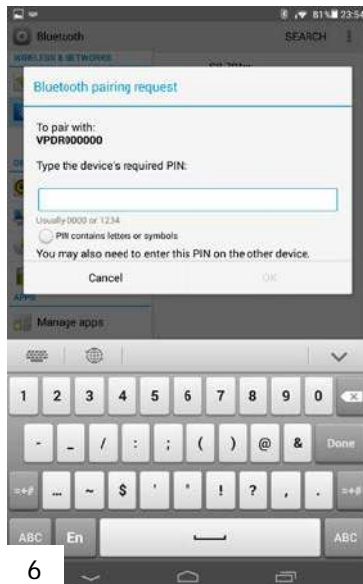 81% 23:54
Bluetooth SEARCH
WIRELESS & NETWORKS
Bluetooth pairing request
To pair with:
VPDR000000
Type the device's required PIN:
Usually 0000 or 1234
PIN contains letters or symbols
You may also need to enter this PIN on the other device.
Cancel OK
APPS
Manage apps
1 2 3 4 5 6 7 8 9 0
- _ / : ; ( ) @ & Done
=+# ... ~ $ ' " ! ? , . =+#
ABC En ABC
6